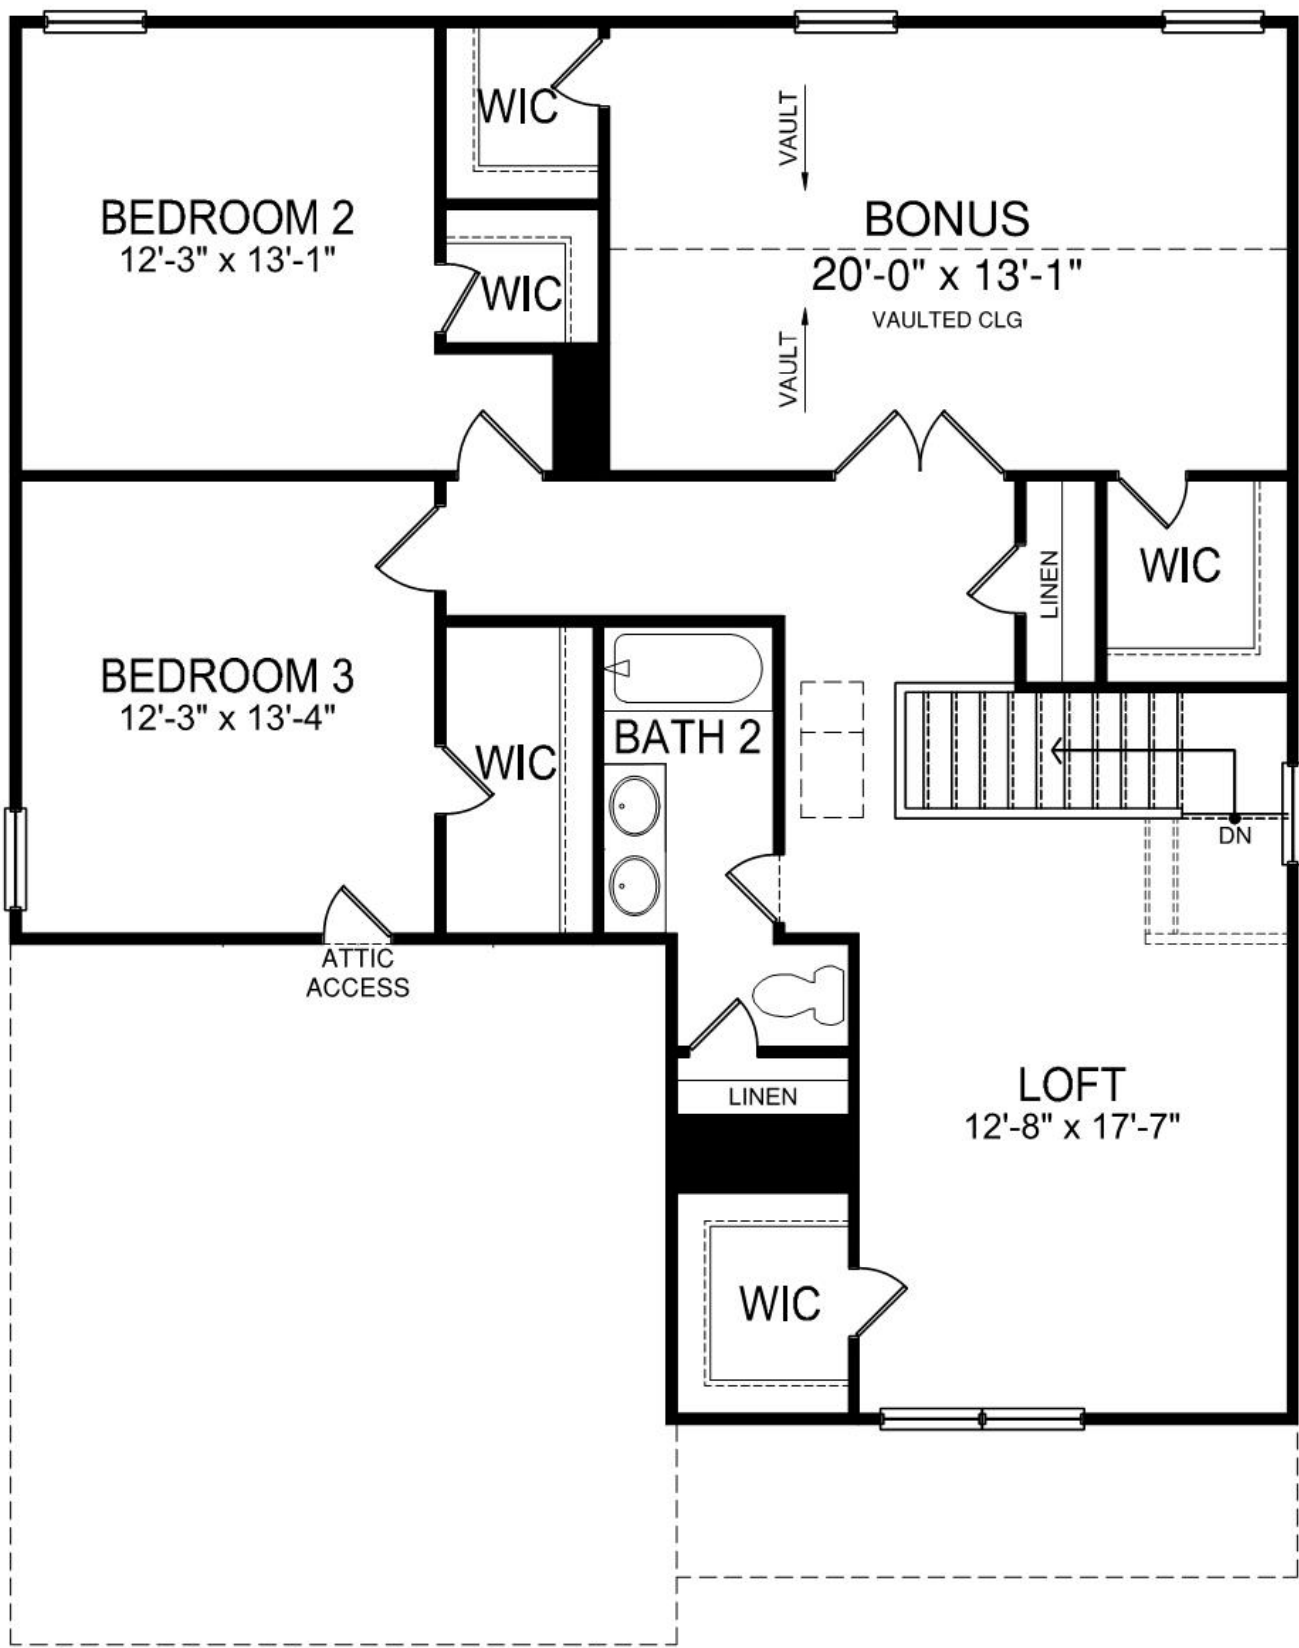 WIC
VAULT
BEDROOM 2
12'-3" x 13'-1"
BONUS
20'-0" x 13'-1"
VAULTED CLG
WIC
VAULT
LINEN
WIC
BEDROOM 3
12'-3" x 13'-4"
WIC
BATH 2
DN
ATTIC
ACCESS
LINEN
LOFT
12'-8" x 17'-7"
WIC